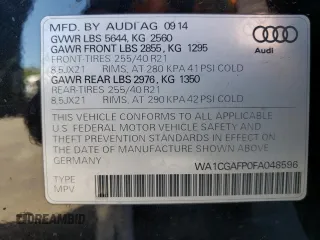 MFD. BY AUDI AG 09/14
GVWR LBS 5644, KG 2560
GAWR FRONT LBS 2855, KG 1295
FRONT-TIRES 255/40 R21
8.5JX21 RIMS, AT 280 KPA-41 PSI COLD
GAWR REAR LBS 2976, KG 1350
REAR-TIRES 255/40 R21
8.5JX21 RIMS, AT 290 KPA-42 PSI COLD
Audi
THIS VEHICLE CONFORMS TO ALL APPLICABLE
U.S. FEDERAL MOTOR VEHICLE SAFETY
AND THEFT PREVENTION STANDARDS IN EFFECT
ON THE DATE OF MANUFACTURE SHOWN ABOVE.
GERMANY
WA1CGAFP0FA048596
TYPE
MPV
BIDFAX